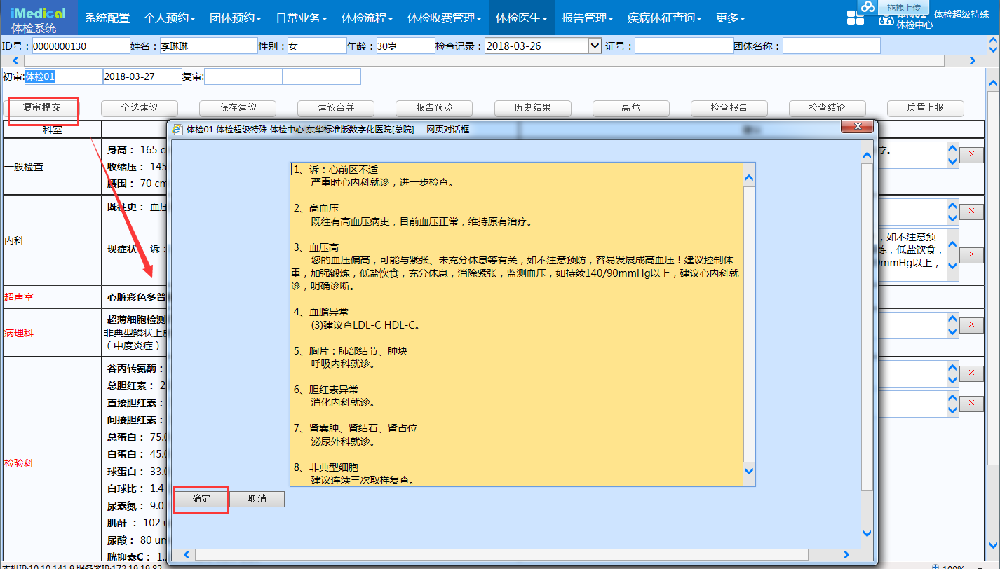 iMedical
体检系统
系统配置 个人预约 团体预约 日常业务 体检流程 体检收费管理 体检医生 报告管理 疾病体征查询 更多
拖拽上传
体检01 体检超级特殊
体检中心
ID号： 0000000130 姓名： 李琳琳 性别： 女 年龄： 30岁 检查记录： 2018-03-26 证号： 团体名称：
初审: 体检01 2018-03-27 复审:
复审提交 全选建议 保存建议 建议合并 报告预览 历史结果 高危 检查报告 检查结论 质量上报
科室
一般检查
身高： 165 c
收缩压： 145
腰围： 70 cm
疗。
内科
既往史： 血压
现症状： 诉：
，如不注意预
炼，低盐饮食，
0mmHg以上，
超声室
心脏彩色多普
病理科
超薄细胞检测
非典型鳞状上皮
（中度炎症）
检验科
谷丙转氨酶：
总胆红素： 2
直接胆红素：
间接胆红素：
总蛋白： 75.0
白蛋白： 45.0
球蛋白： 33.0
白球比： 1.4
尿素氮： 9.0
肌酐： 102 u
尿酸： 80 um
胱抑素C： 1.
体检01 体检超级特殊 体检中心 东华标准版数字化医院[总院] -- 网页对话框
1、诉：心前区不适
严重时心内科就诊，进一步检查。
2、高血压
既往有高血压病史，目前血压正常，维持原有治疗。
3、血压高
您的血压偏高，可能与紧张、未充分休息等有关，如不注意预防，容易发展成高血压！建议控制体
重，加强锻炼，低盐饮食，充分休息，消除紧张，监测血压，如持续140/90mmHg以上，建议心内科就
诊，明确诊断。
4、血脂异常
(3)建议查LDL-C HDL-C。
5、胸片：肺部结节、肿块
呼吸内科就诊。
6、胆红素异常
消化内科就诊。
7、肾囊肿、肾结石、肾占位
泌尿外科就诊。
8、非典型细胞
建议连续三次取样复查。
确定 取消
本机IP:10.10.141.9 服务器IP:172.19.19.82
100%